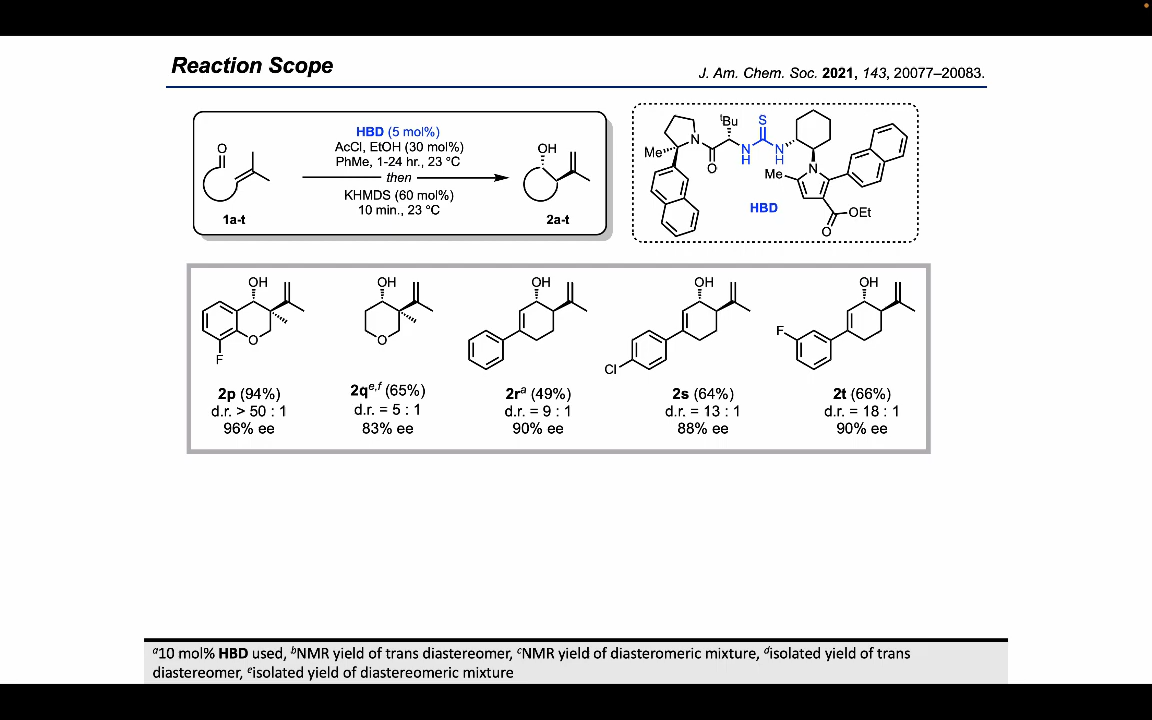 Reaction Scope
J. Am. Chem. Soc. 2021, 143, 20077–20083.
O
1a-t
HBD (5 mol%)
AcCl, EtOH (30 mol%)
PhMe, 1-24 hr., 23 °C
then
KHMDS (60 mol%)
10 min., 23 °C
OH
2a-t
tBu
S
N
Me
O
N
H
N
H
N
Me
HBD
OEt
O
OH
O
F
2p (94%)
d.r. > 50 : 1
96% ee
OH
O
2qe,f (65%)
d.r. = 5 : 1
83% ee
OH
2ra (49%)
d.r. = 9 : 1
90% ee
OH
Cl
2s (64%)
d.r. = 13 : 1
88% ee
OH
F
2t (66%)
d.r. = 18 : 1
90% ee
a10 mol% HBD used, bNMR yield of trans diastereomer, cNMR yield of diasteromeric mixture, disolated yield of trans
diastereomer, eisolated yield of diastereomeric mixture